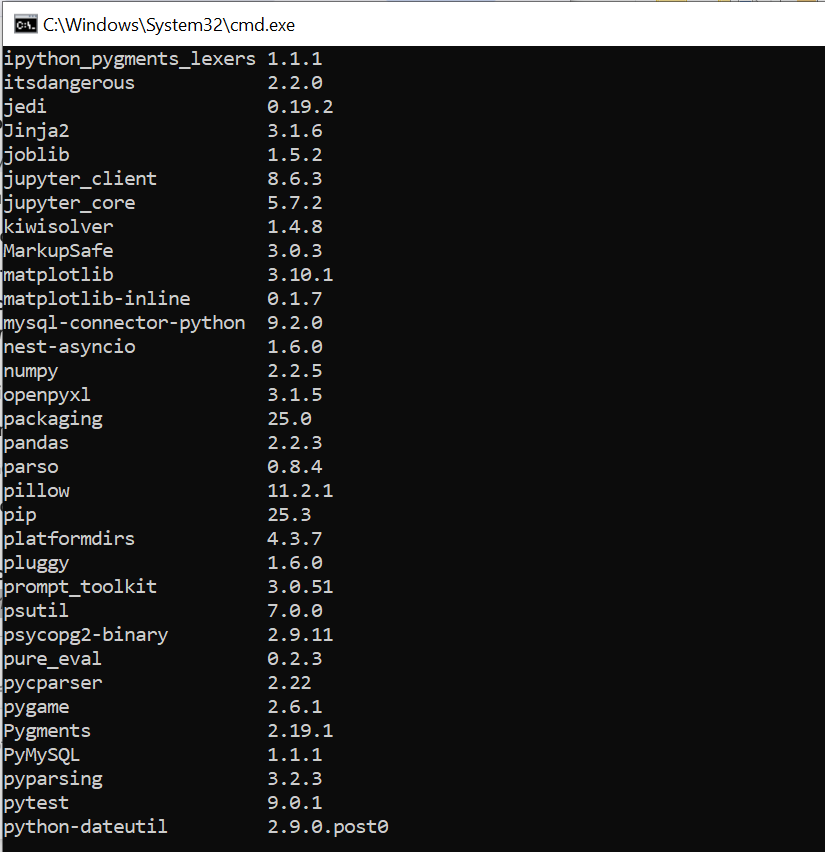 C:\Windows\System32\cmd.exe
ipython_pygments_lexers 1.1.1
itsdangerous 2.2.0
jedi 0.19.2
Jinja2 3.1.6
joblib 1.5.2
jupyter_client 8.6.3
jupyter_core 5.7.2
kiwisolver 1.4.8
MarkupSafe 3.0.3
matplotlib 3.10.1
matplotlib-inline 0.1.7
mysql-connector-python 9.2.0
nest-asyncio 1.6.0
numpy 2.2.5
openpyxl 3.1.5
packaging 25.0
pandas 2.2.3
parso 0.8.4
pillow 11.2.1
pip 25.3
platformdirs 4.3.7
pluggy 1.6.0
prompt_toolkit 3.0.51
psutil 7.0.0
psycopg2-binary 2.9.11
pure_eval 0.2.3
pycparser 2.22
pygame 2.6.1
Pygments 2.19.1
PyMySQL 1.1.1
pyparsing 3.2.3
pytest 9.0.1
python-dateutil 2.9.0.post0